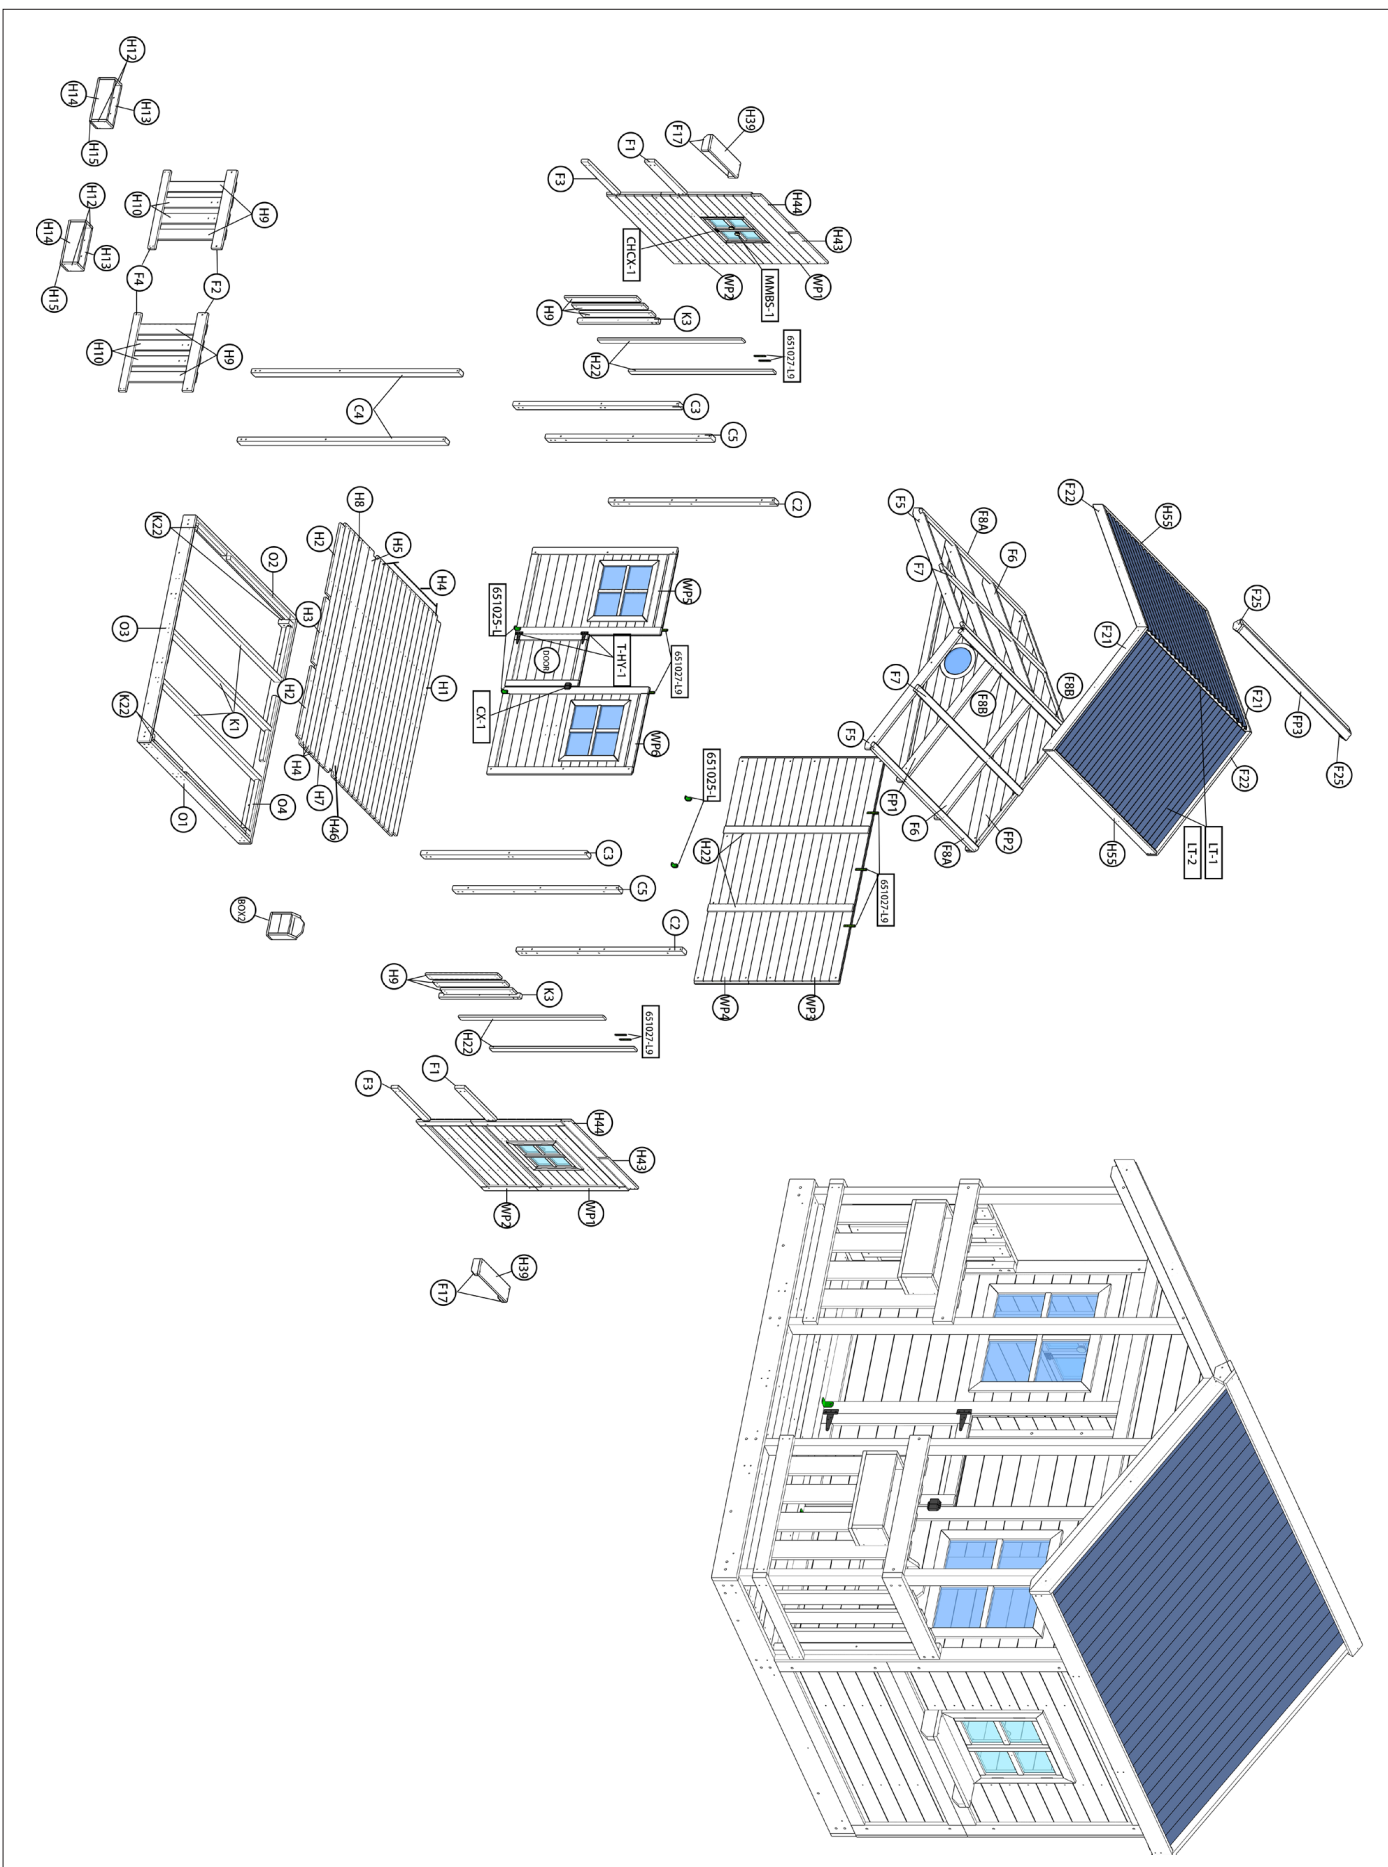 F25
FP3
F25
F22
H55
F21
F21
F22
LT-1
LT-2
H55
F5
F8A
F7
F6
F8B
F8B
F7
F5
FP1
F6
F8A
FP2
H39
F17
F1
F3
H44
H43
WP1
WP2
CHCX-1
MMBS-1
H9
K3
H22
651027-L9
C3
C5
C2
WP5
651025-L
T-HY-1
651027-L9
DOOR
CX-1
WP6
651025-L
H22
651027-L9
WP3
WP4
H12
H14
H13
H15
H12
H14
H13
H15
H10
H9
F4
F2
H10
H9
C4
H8
H2
H5
H4
H3
H1
H2
H4
H7
H46
K22
O2
O3
K1
K22
O4
O1
BOX2
C3
C5
C2
H9
K3
H22
651027-L9
F1
F3
H44
H43
WP1
WP2
H39
F17